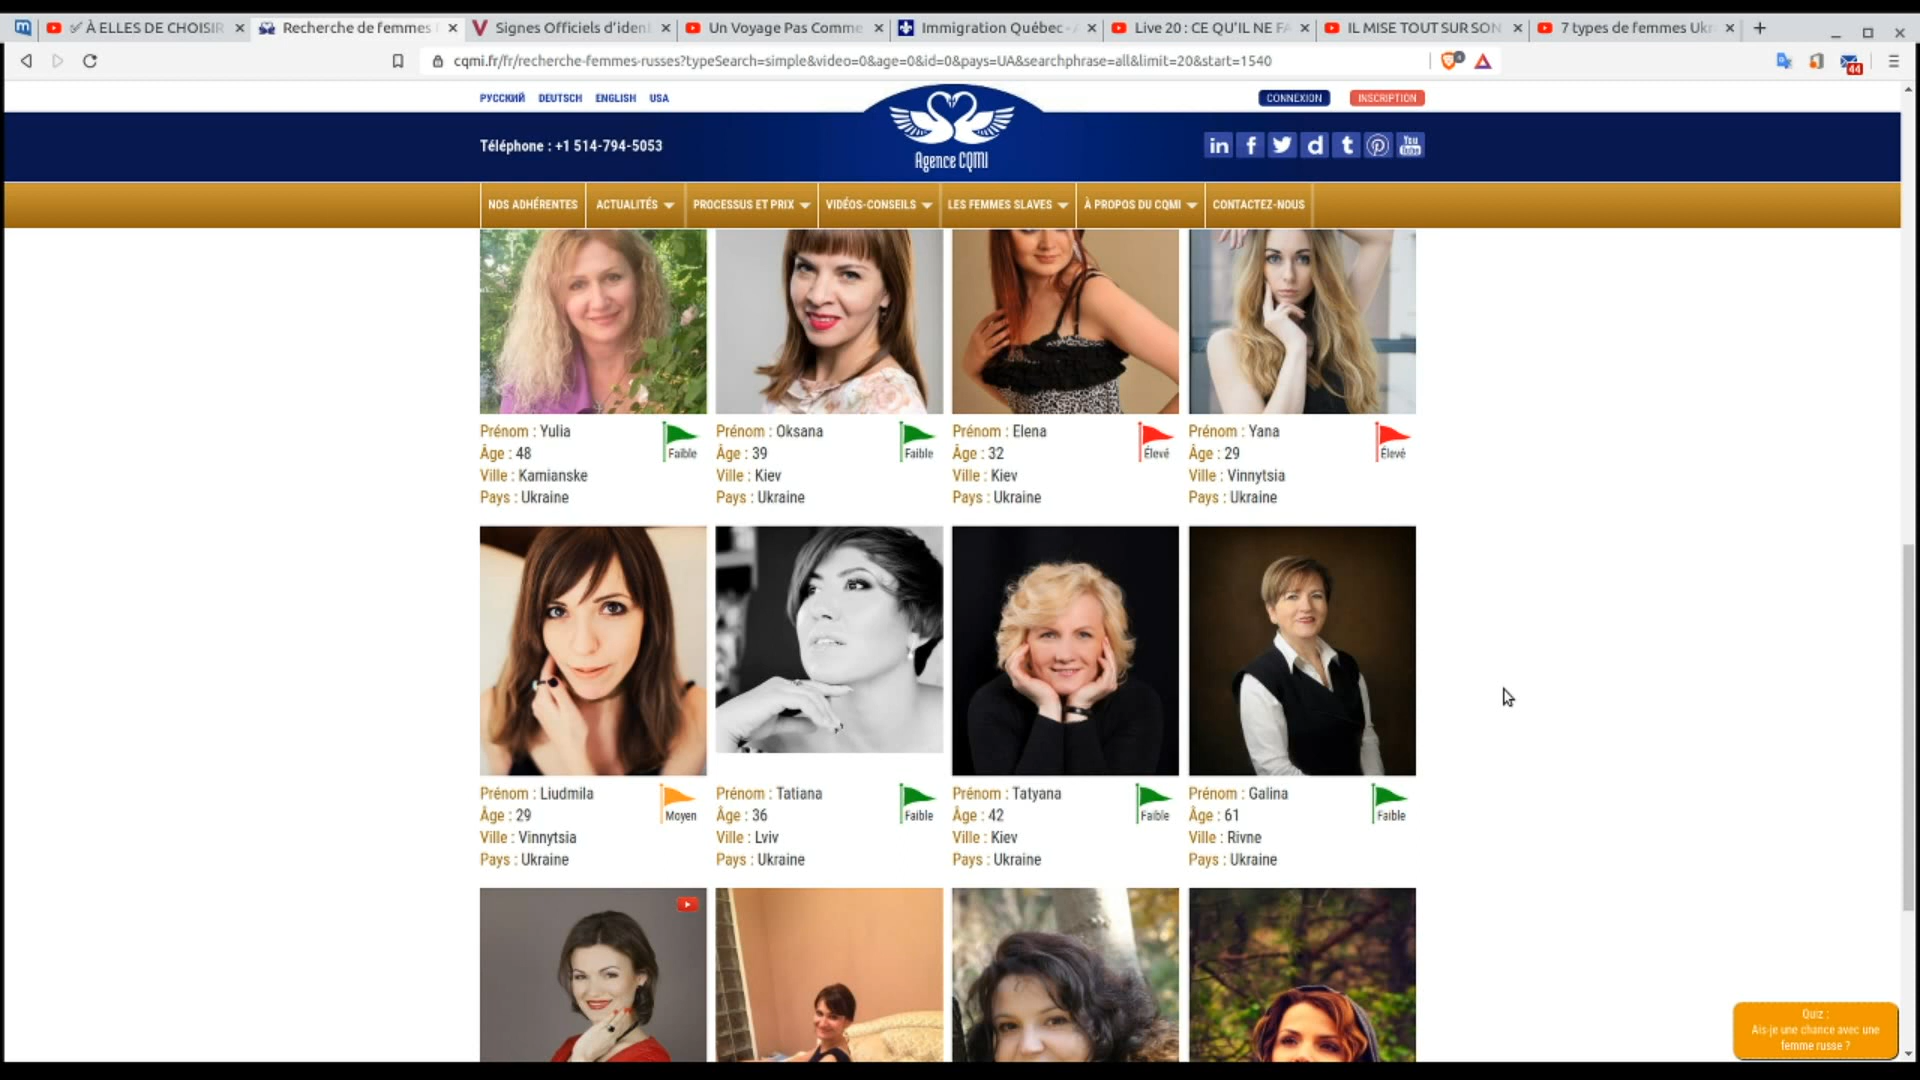 ✅ À ELLES DE CHOISIR
Recherche de femmes
Signes Officiels d'iden
Un Voyage Pas Comme
Immigration Québec - A
Live 20 : CE QU'IL NE FA
IL MISE TOUT SUR SON
7 types de femmes Ukr
cqmi.fr/fr/recherche-femmes-russes?typeSearch=simple&video=0&age=0&id=0&pays=UA&searchphrase=all&limit=20&start=1540
44
РУССКИЙ DEUTSCH ENGLISH USA
CONNEXION INSCRIPTION
Téléphone : +1 514-794-5053
Agence CQMI
You Tube
NOS ADHÉRENTES ACTUALITÉS PROCESSUS ET PRIX VIDÉOS-CONSEILS LES FEMMES SLAVES À PROPOS DU CQMI CONTACTEZ-NOUS
Prénom : Yulia
Âge : 48
Ville : Kamianske
Pays : Ukraine
Faible
Prénom : Oksana
Âge : 39
Ville : Kiev
Pays : Ukraine
Faible
Prénom : Elena
Âge : 32
Ville : Kiev
Pays : Ukraine
Élevé
Prénom : Yana
Âge : 29
Ville : Vinnytsia
Pays : Ukraine
Élevé
Prénom : Liudmila
Âge : 29
Ville : Vinnytsia
Pays : Ukraine
Moyen
Prénom : Tatiana
Âge : 36
Ville : Lviv
Pays : Ukraine
Faible
Prénom : Tatyana
Âge : 42
Ville : Kiev
Pays : Ukraine
Faible
Prénom : Galina
Âge : 61
Ville : Rivne
Pays : Ukraine
Faible
Quiz :
Ais-je une chance avec une
femme russe ?